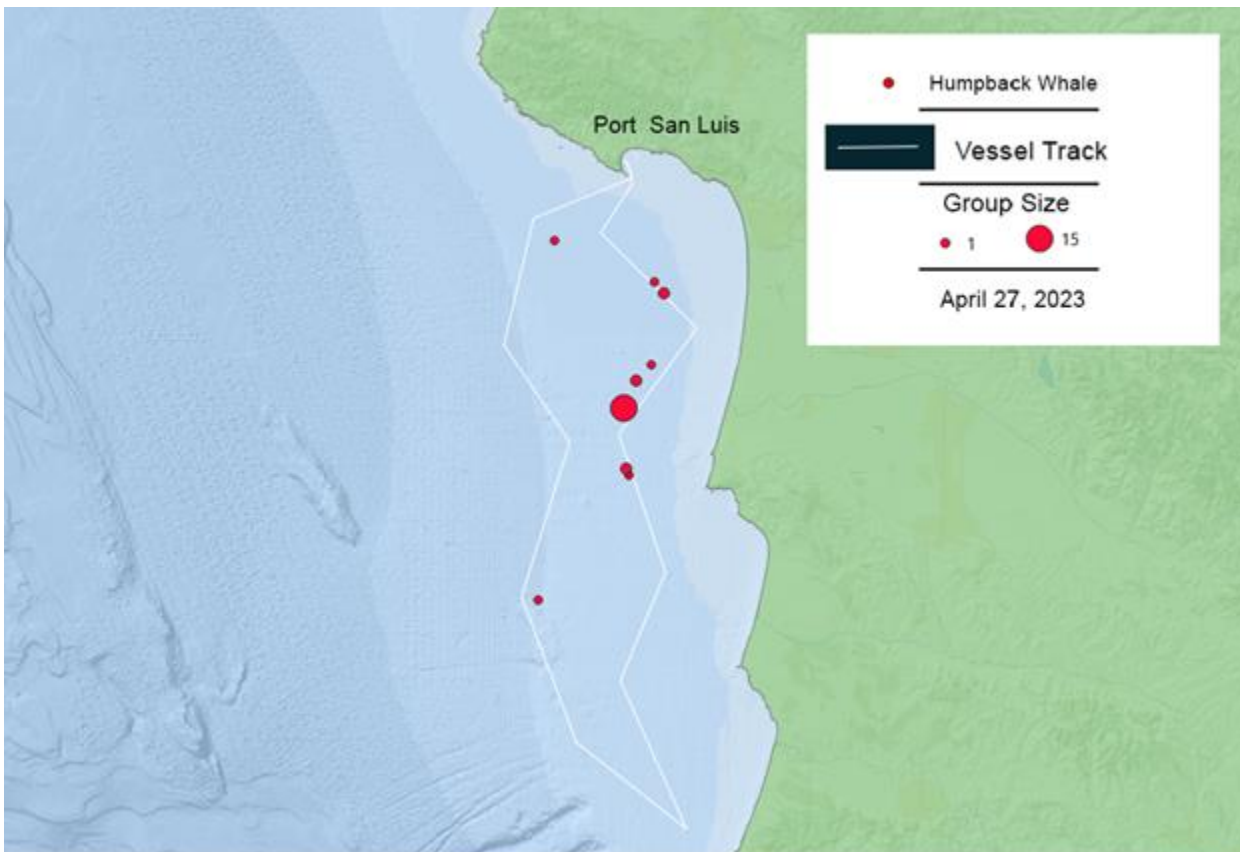 Port San Luis
Humpback Whale
Vessel Track
Group Size
1 15
April 27, 2023